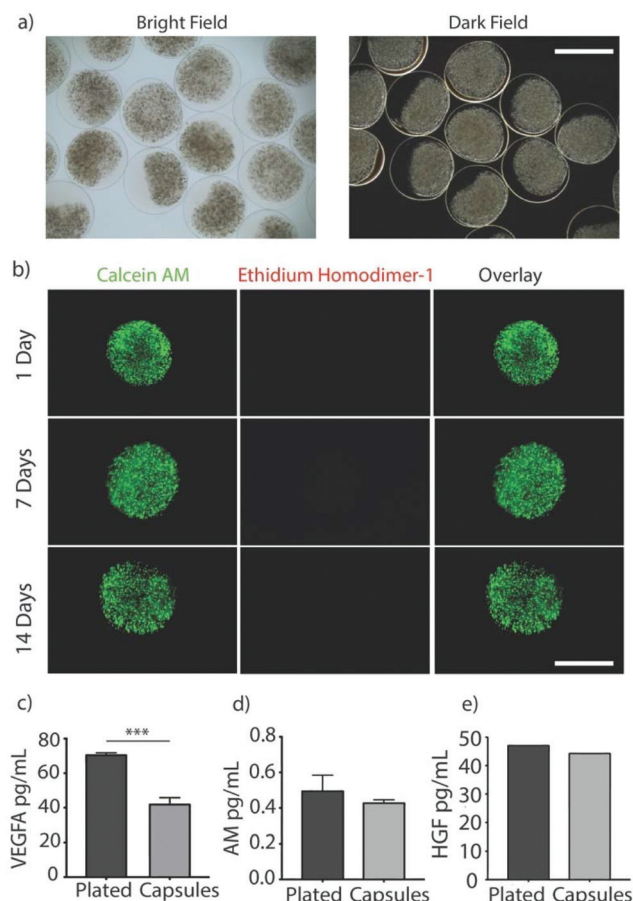 a)
Bright Field Dark Field
b)
Calcein AM Ethidium Homodimer-1 Overlay
1 Day
7 Days
14 Days
c)
***
80
60
40
20
0
VEGFA pg/mL
Plated Capsules
d)
0.8
0.6
0.4
0.2
0.0
AM pg/mL
Plated Capsules
e)
50
40
30
20
10
0
HGF pg/mL
Plated Capsules